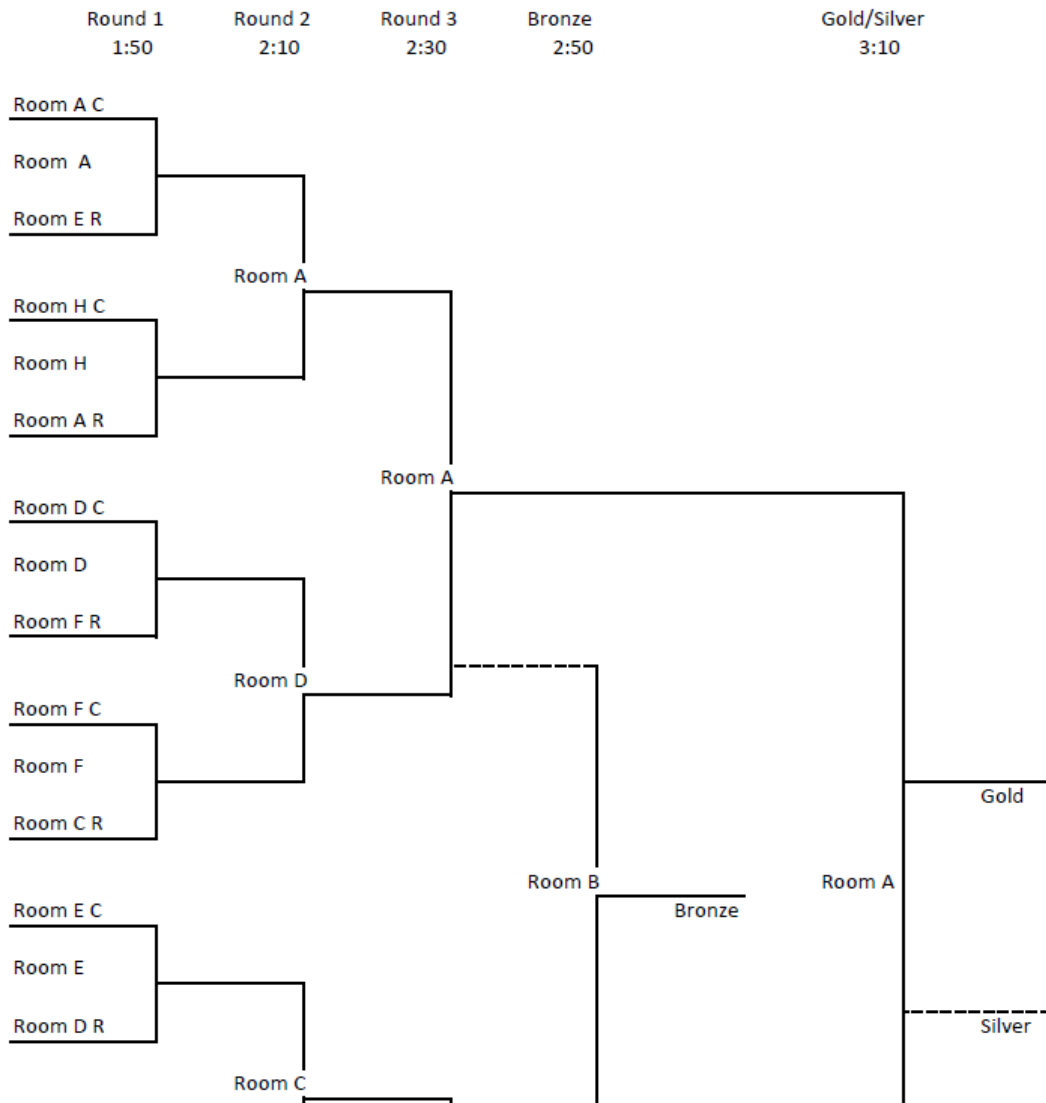 Round 1 Round 2 Round 3 Bronze Gold/Silver
1:50 2:10 2:30 2:50 3:10
Room A C
Room A
Room E R
Room A
Room H C
Room H
Room A R
Room A
Room D C
Room D
Room F R
Room D
Room F C
Room F
Gold
Room C R
Room B Room A
Room E C Bronze
Room E
Room D R Silver
Room C